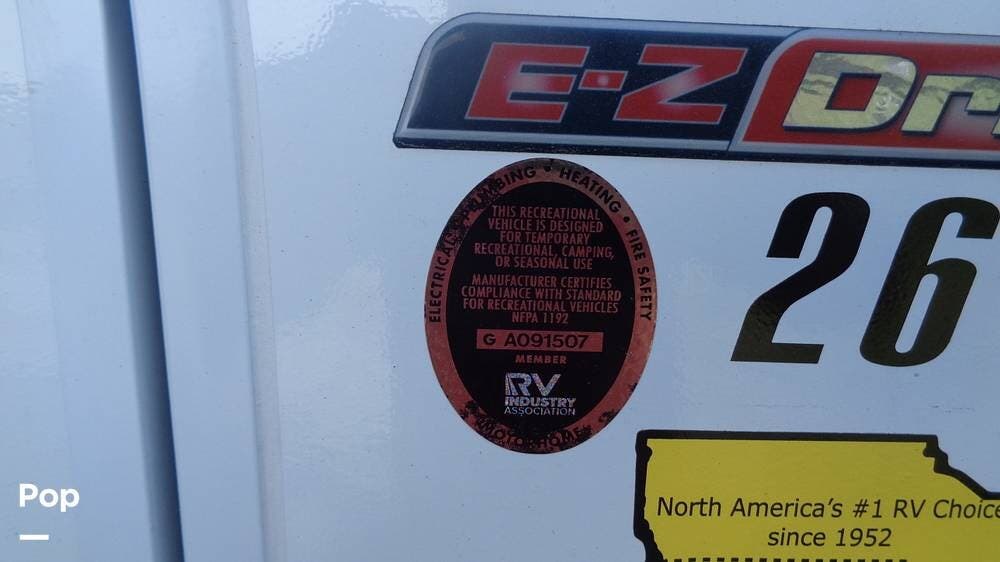 E-Z Dr
ELECTRICAL • PLUMBING • HEATING • FIRE SAFETY
THIS RECREATIONAL
VEHICLE IS DESIGNED
FOR TEMPORARY
RECREATIONAL, CAMPING,
OR SEASONAL USE
MANUFACTURER CERTIFIES
COMPLIANCE WITH STANDARD
FOR RECREATIONAL VEHICLES
NFPA 1192
G A091507
MEMBER
RV
INDUSTRY
ASSOCIATION
MOTORHOME
26
North America's #1 RV Choice
since 1952
Pop